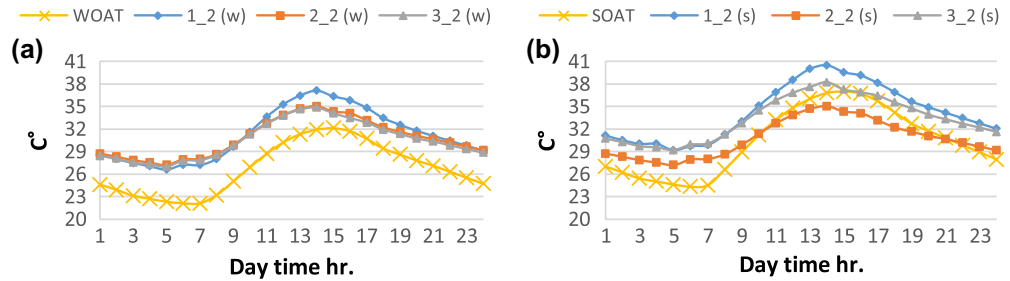 WOAT 1_2 (w) 2_2 (w) 3_2 (w)
(a)
C°
41
38
35
32
29
26
23
20
1 3 5 7 9 11 13 15 17 19 21 23
Day time hr.
SOAT 1_2 (s) 2_2 (s) 3_2 (s)
(b)
C°
41
38
35
32
29
26
23
20
1 3 5 7 9 11 13 15 17 19 21 23
Day time hr.